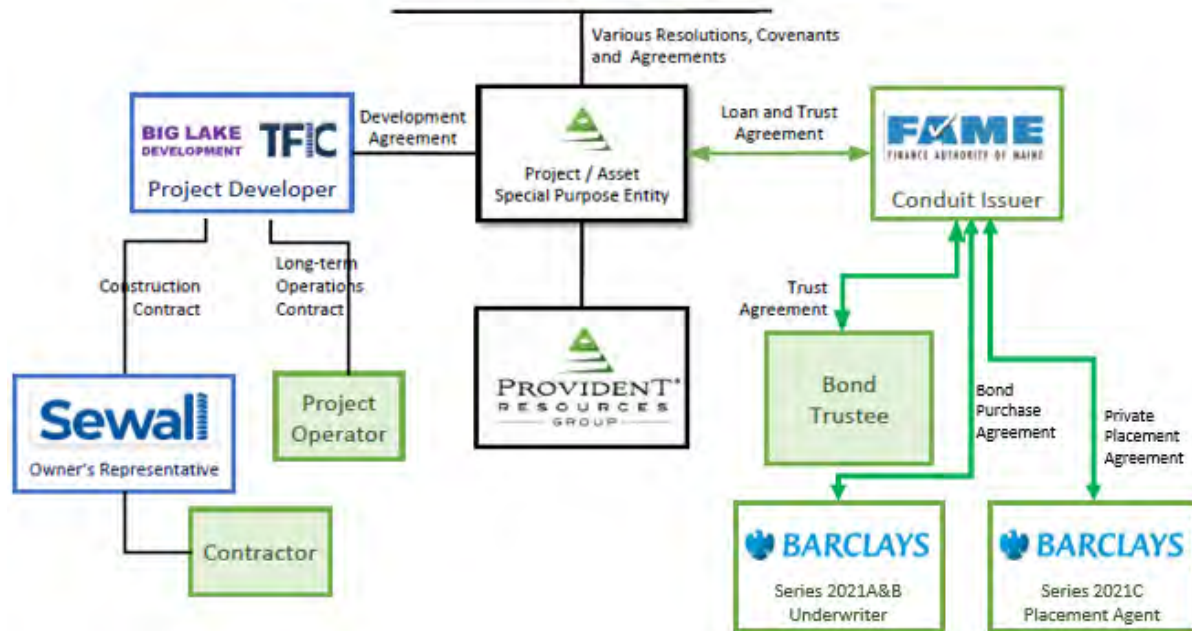 Various Resolutions, Covenants
and Agreements
BIG LAKE
DEVELOPMENT
TFIC
Project Developer
Development
Agreement
Project / Asset
Special Purpose Entity
Loan and Trust
Agreement
FAME
FINANCE AUTHORITY OF MAINE
Conduit Issuer
Construction
Contract
Long-term
Operations
Contract
Trust
Agreement
Sewall
Owner's Representative
Project
Operator
PROVIDENT
RESOURCES
GROUP
Bond
Trustee
Bond
Purchase
Agreement
Private
Placement
Agreement
Contractor
BARCLAYS
Series 2021A&B
Underwriter
BARCLAYS
Series 2021C
Placement Agent